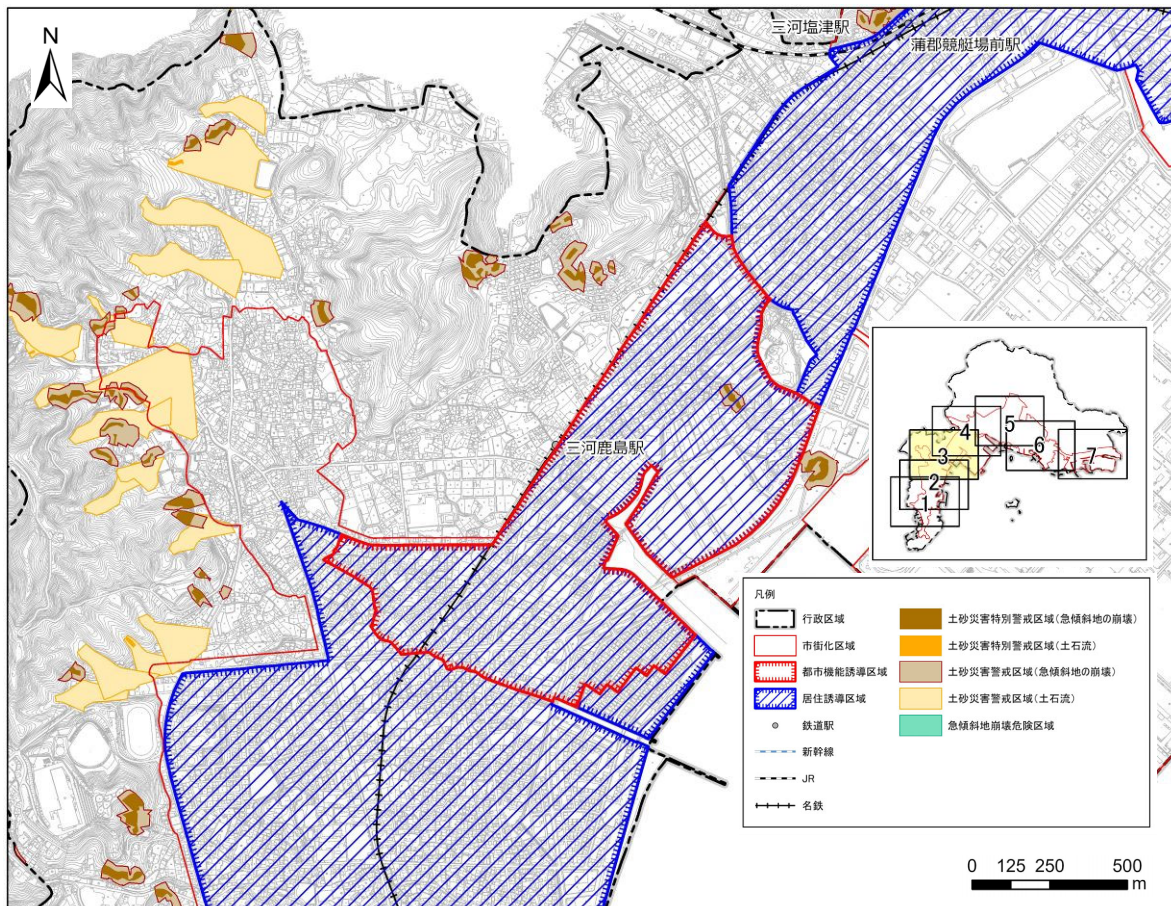 N
三河塩津駅
蒲郡競艇場前駅
三河鹿島駅
5
4
6
3
7
2
1
凡例
行政区域
市街化区域
都市機能誘導区域
居住誘導区域
鉄道駅
新幹線
JR
名鉄
土砂災害特別警戒区域(急傾斜地の崩壊)
土砂災害特別警戒区域(土石流)
土砂災害警戒区域(急傾斜地の崩壊)
土砂災害警戒区域(土石流)
急傾斜地崩壊危険区域
0 125 250 500
m